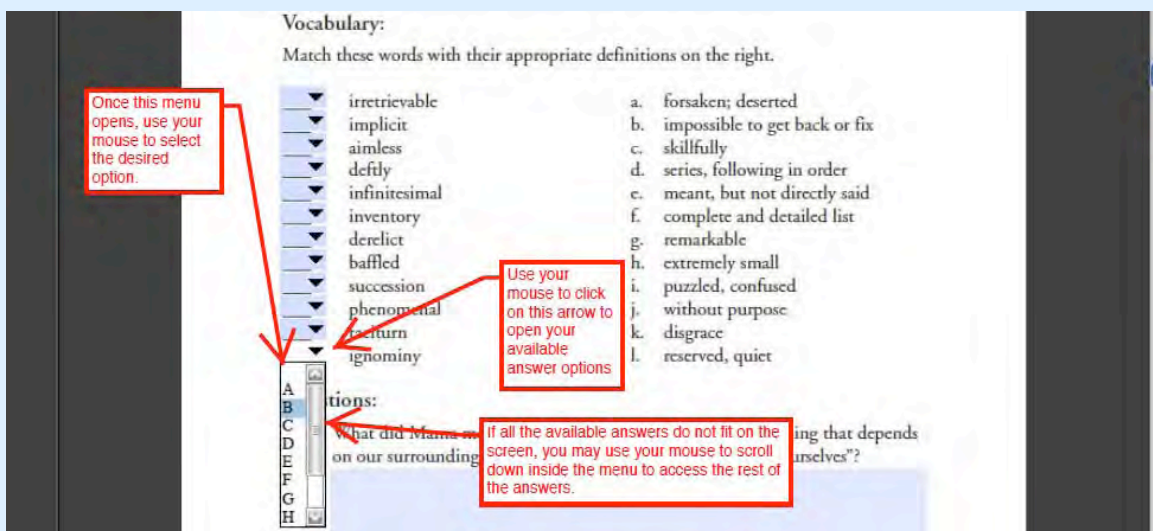 Vocabulary:
Match these words with their appropriate definitions on the right.
Once this menu
opens, use your
mouse to select
the desired
option.
irretrievable a. forsaken; deserted
implicit b. impossible to get back or fix
aimless c. skillfully
deftly d. series, following in order
infinitesimal e. meant, but not directly said
inventory f. complete and detailed list
derelict g. remarkable
baffled h. extremely small
succession i. puzzled, confused
phenomenal j. without purpose
taciturn k. disgrace
ignominy l. reserved, quiet
Use your
mouse to click
on this arrow to
open your
available
answer options
A
B
C
D
E
F
G
H
tions:
What did Mama ing that depends
on our surrounding urselves”?
If all the available answers do not fit on the
screen, you may use your mouse to scroll
down inside the menu to access the rest of
the answers.